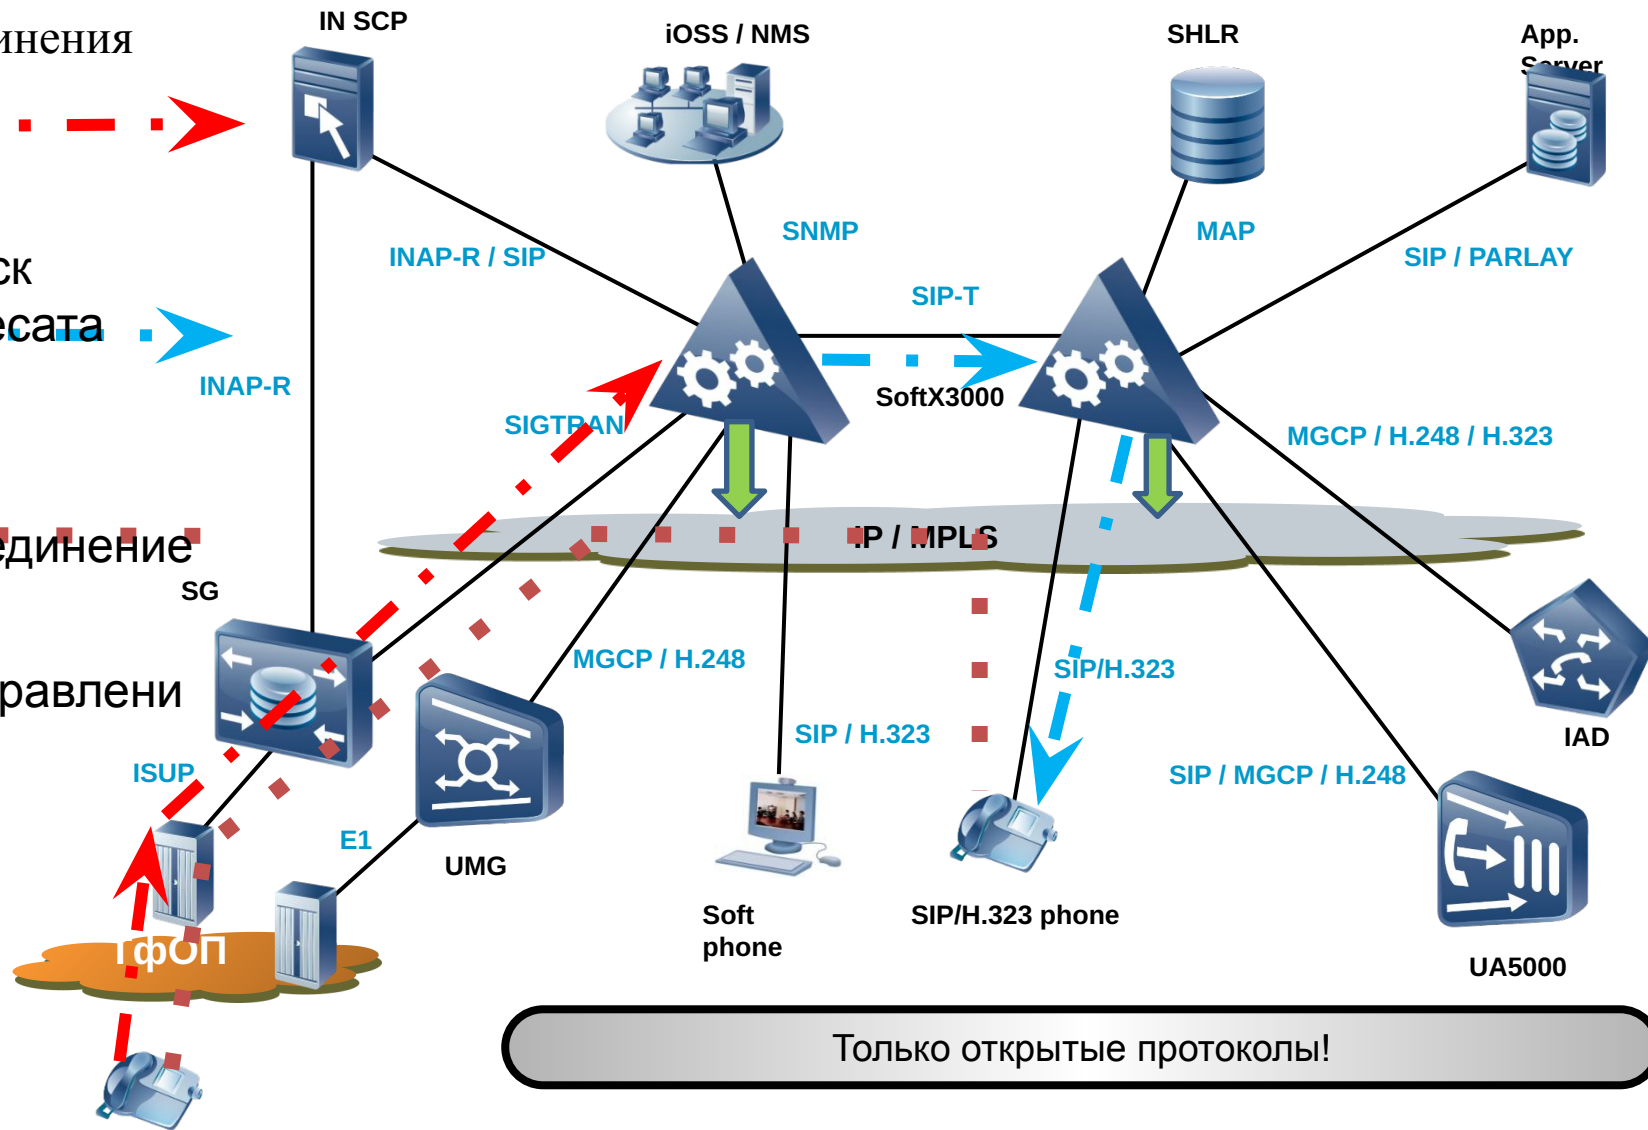 IN SCP
инения
iOSS / NMS
SHLR
App.
Server
SNMP
MAP
INAP-R / SIP
SIP / PARLAY
ск
SIP-T
есата
INAP-R
SoftX3000
SIGTRAN
MGCP / H.248 / H.323
IP / MPLS
единение
SG
MGCP / H.248
SIP/H.323
равлени
SIP / H.323
IAD
ISUP
SIP / MGCP / H.248
E1
UMG
Soft
phone
SIP/H.323 phone
ТфОП
UA5000
Только открытые протоколы!